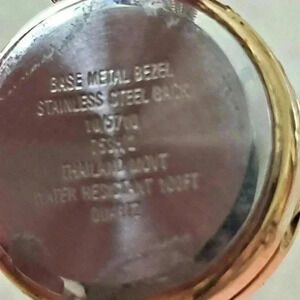 BASE METAL BEZEL
STAINLESS STEEL BACK
THAILAND MOVT
WATER RESISTANT 100FT
QUARTZ